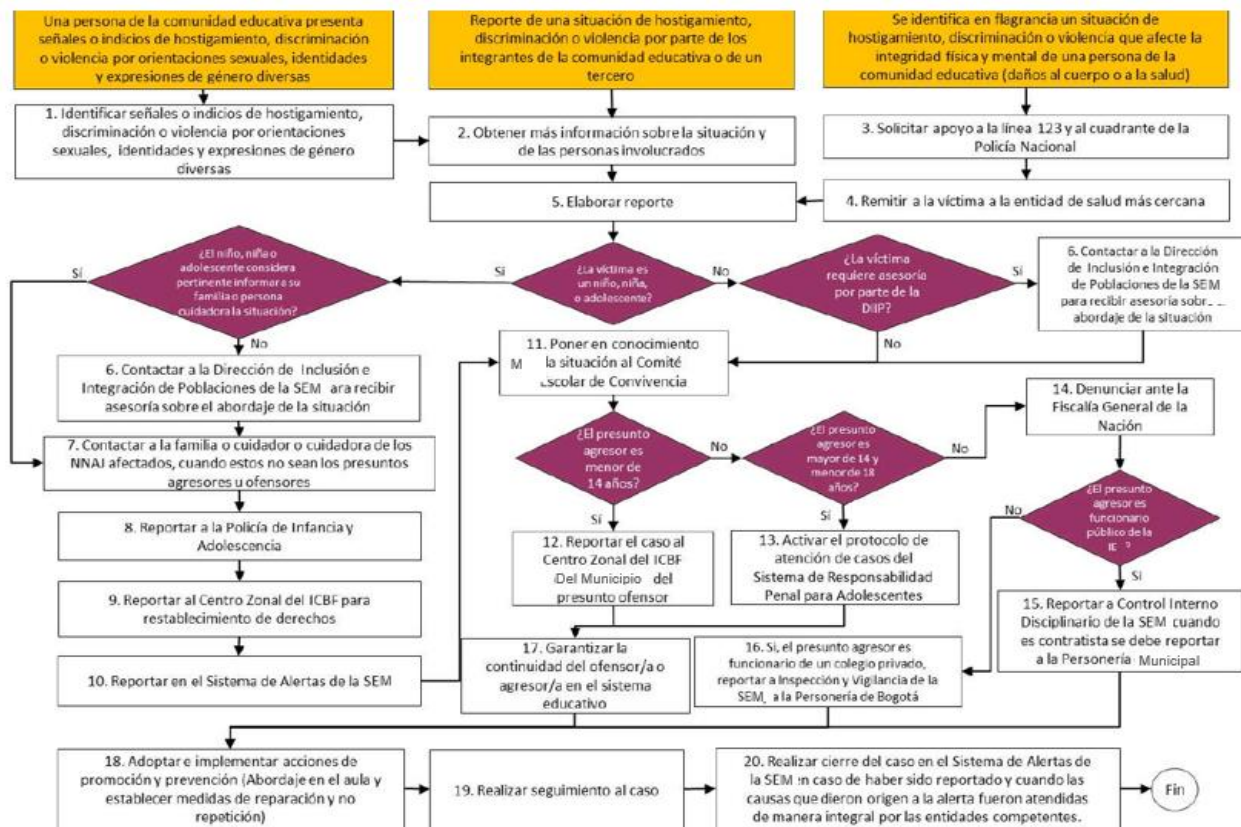 Una persona de la comunidad educativa presenta
señales o indicios de hostigamiento, discriminación
o violencia por orientaciones sexuales, identidades
y expresiones de género diversas
Reporte de una situación de hostigamiento,
discriminación o violencia por parte de los
integrantes de la comunidad educativa o de un
tercero
Se identifica en flagrancia un situación de
hostigamiento, discriminación o violencia que afecte la
integridad física y mental de una persona de la
comunidad educativa (daños al cuerpo o a la salud)
1. Identificar señales o indicios de hostigamiento,
discriminación o violencia por orientaciones
sexuales, identidades y expresiones de género
diversas
2. Obtener más información sobre la situación y
de las personas involucrados
3. Solicitar apoyo a la línea 123 y al cuadrante de la
Policía Nacional
5. Elaborar reporte
4. Remitir a la víctima a la entidad de salud más cercana
¿El niño, niña o
adolescente considera
pertinente informar a su
familia o persona
cuidadora la situación?
Sí
No
¿La víctima es
un niño, niña,
o adolescente?
Sí
No
¿La víctima
requiere asesoría
por parte de la
DIIP?
Sí
No
6. Contactar a la Dirección
de Inclusión e Integración
de Poblaciones de la SEM
para recibir asesoría sobre
abordaje de la situación
6. Contactar a la Dirección de Inclusión e
Integración de Poblaciones de la SEM ara recibir
asesoría sobre el abordaje de la situación
11. Poner en conocimiento
M la situación al Comité
Escolar de Convivencia
7. Contactar a la familia o cuidador o cuidadora de los
NNAJ afectados, cuando estos no sean los presuntos
agresores u ofensores
¿El presunto
agresor es
menor de
14 años?
No
Sí
¿El presunto
agresor es
mayor de 14 y
menor de 18
años?
No
Sí
14. Denunciar ante la
Fiscalía General de la
Nación
8. Reportar a la Policía de Infancia y
Adolescencia
¿El presunto
agresor es
funcionario
público de la
?
No
Sí
12. Reportar el caso al
Centro Zonal del ICBF
Del Municipio del
presunto ofensor
13. Activar el protocolo de
atención de casos del
Sistema de Responsabilidad
Penal para Adolescentes
9. Reportar al Centro Zonal del ICBF para
restablecimiento de derechos
15. Reportar a Control Interno
Disciplinario de la SEM cuando
es contratista se debe reportar
a la Personería Municipal
10. Reportar en el Sistema de Alertas de la SEM
17. Garantizar la
continuidad del ofensor/a o
agresor/a en el sistema
educativo
16. Si, el presunto agresor es
funcionario de un colegio privado,
reportar a Inspección y Vigilancia de la
SEM, a la Personería de Bogotá
18. Adoptar e implementar acciones de
promoción y prevención (Abordaje en el aula y
establecer medidas de reparación y no
repetición)
19. Realizar seguimiento al caso
20. Realizar cierre del caso en el Sistema de Alertas
de la SEM en caso de haber sido reportado y cuando las
causas que dieron origen a la alerta fueron atendidas
de manera integral por las entidades competentes.
Fin